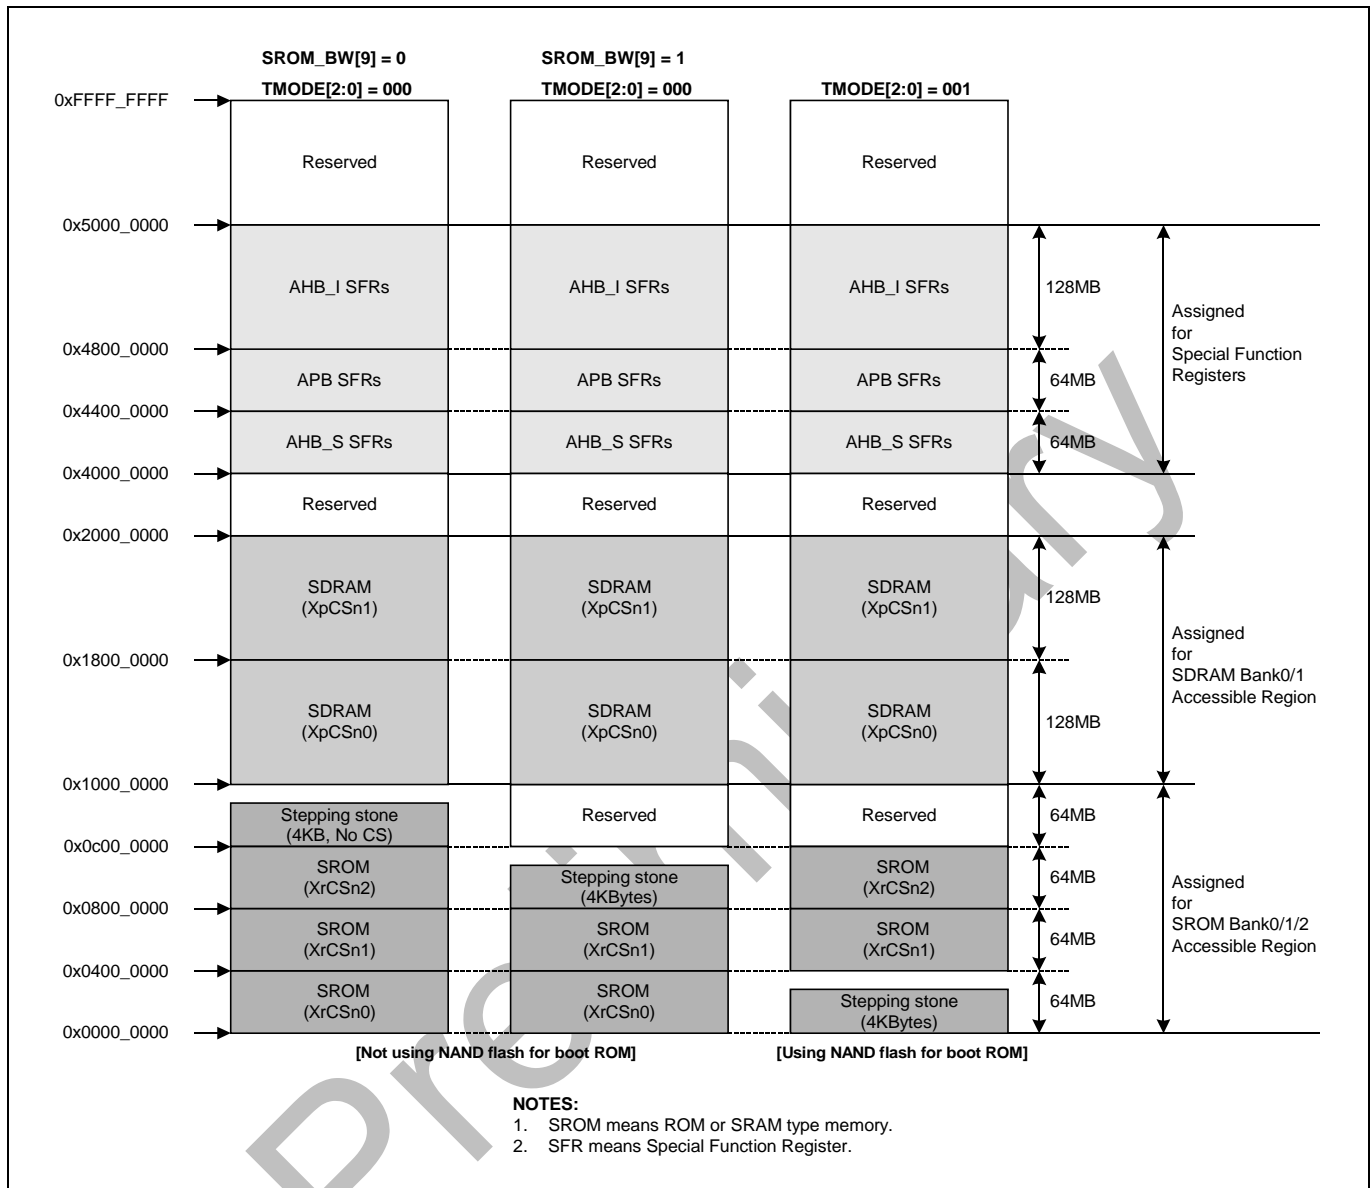 SROM_BW[9] = 0 SROM_BW[9] = 1
TMODE[2:0] = 000 TMODE[2:0] = 000 TMODE[2:0] = 001
0xFFFF_FFFF
Reserved Reserved Reserved
0x5000_0000
AHB_I SFRs AHB_I SFRs AHB_I SFRs 128MB
Assigned
for
Special Function
Registers
0x4800_0000
APB SFRs APB SFRs APB SFRs 64MB
0x4400_0000
AHB_S SFRs AHB_S SFRs AHB_S SFRs 64MB
0x4000_0000
Reserved Reserved Reserved
0x2000_0000
SDRAM SDRAM SDRAM
(XpCSn1) (XpCSn1) (XpCSn1)
128MB
Assigned
for
SDRAM Bank0/1
Accessible Region
0x1800_0000
SDRAM SDRAM SDRAM
(XpCSn0) (XpCSn0) (XpCSn0)
128MB
0x1000_0000
Stepping stone
(4KB, No CS)
Reserved Reserved 64MB
0x0c00_0000
SROM
(XrCSn2)
Stepping stone
(4KBytes)
SROM
(XrCSn2)
64MB
Assigned
for
SROM Bank0/1/2
Accessible Region
0x0800_0000
SROM SROM SROM
(XrCSn1) (XrCSn1) (XrCSn1)
64MB
0x0400_0000
SROM SROM
(XrCSn0) (XrCSn0)
Stepping stone
(4KBytes)
64MB
0x0000_0000
[Not using NAND flash for boot ROM] [Using NAND flash for boot ROM]
NOTES:
1. SROM means ROM or SRAM type memory.
2. SFR means Special Function Register.
Preliminary